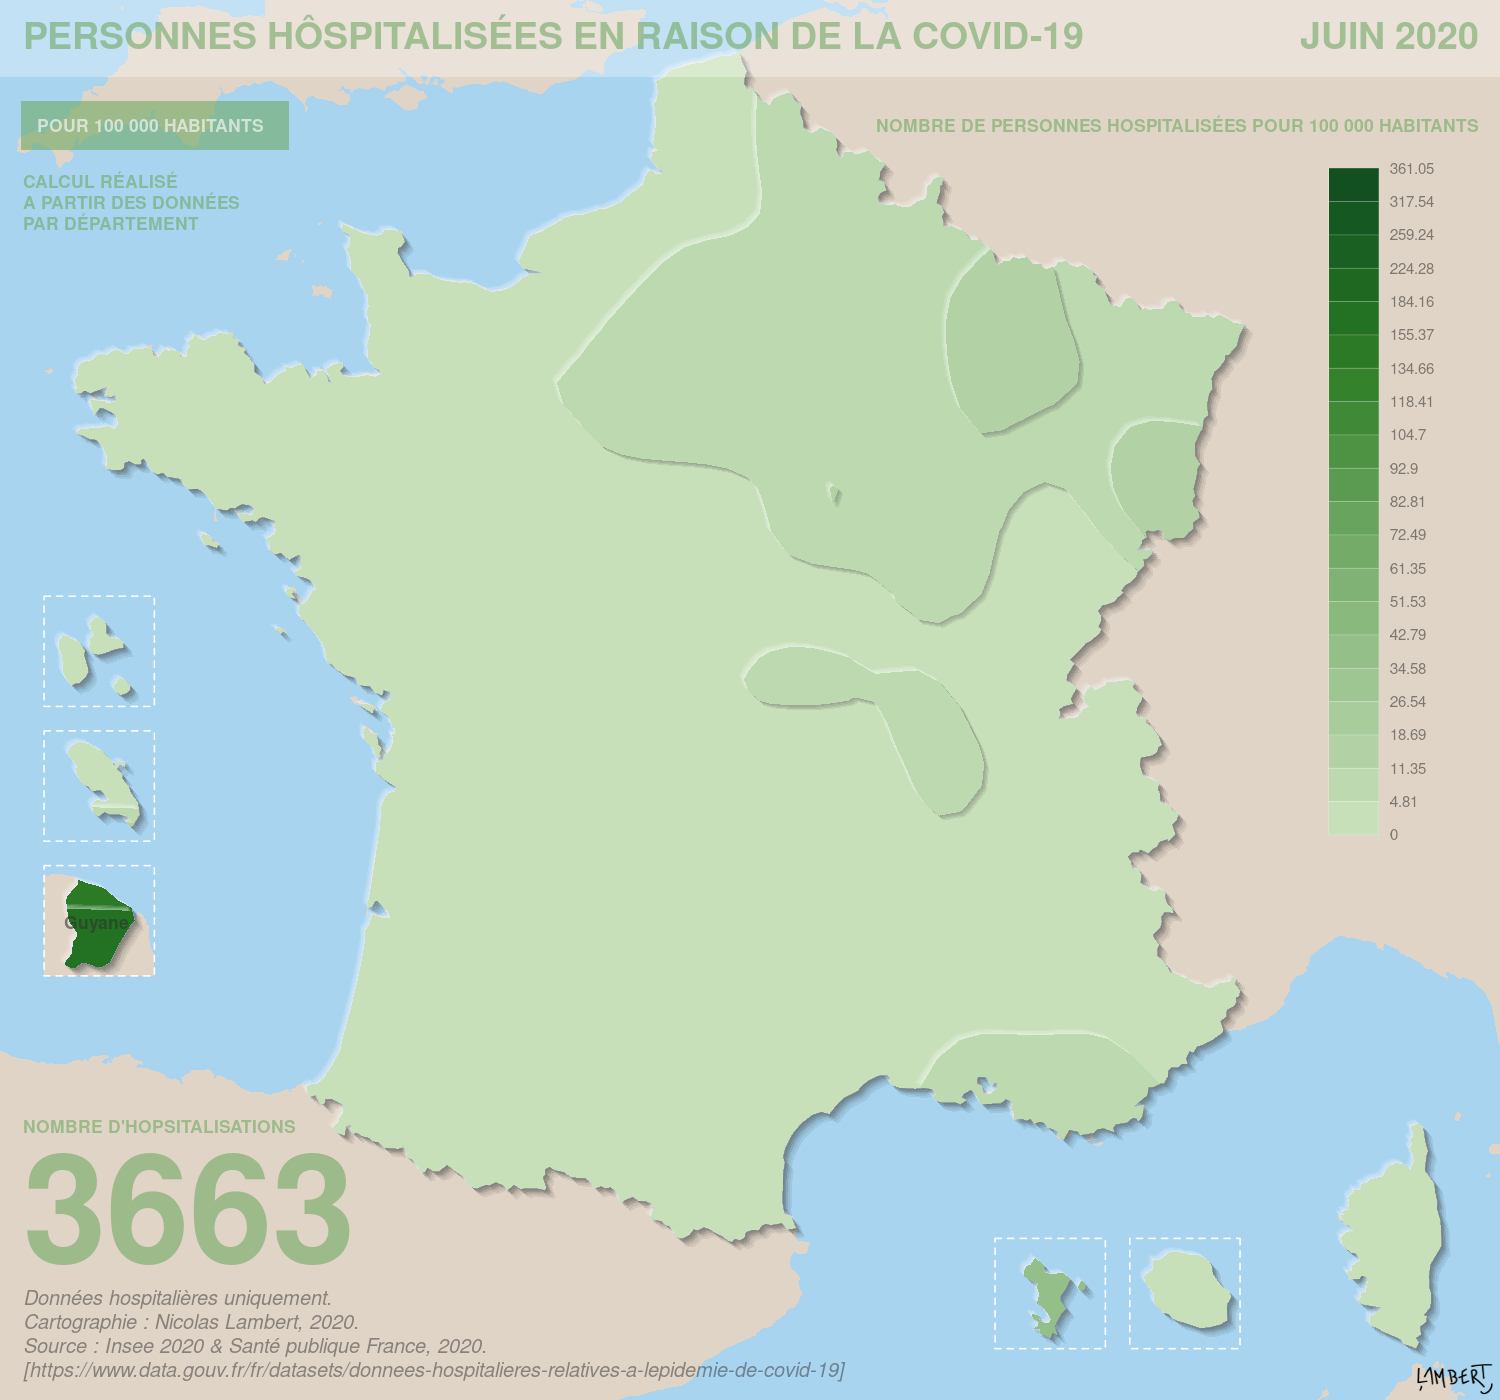 PERSONNES HÔSPITALISÉES EN RAISON DE LA COVID-19
JUIN 2020
POUR 100 000 HABITANTS
CALCUL RÉALISÉ
A PARTIR DES DONNÉES
PAR DÉPARTEMENT
NOMBRE DE PERSONNES HOSPITALISÉES POUR 100 000 HABITANTS
361.05
317.54
259.24
224.28
184.16
155.37
134.66
118.41
104.7
92.9
82.81
72.49
61.35
51.53
42.79
34.58
26.54
18.69
11.35
4.81
0
Guyane
NOMBRE D'HOPSITALISATIONS
3663
Données hospitalières uniquement.
Cartographie : Nicolas Lambert, 2020.
Source : Insee 2020 & Santé publique France, 2020.
[https://www.data.gouv.fr/fr/datasets/donnees-hospitalieres-relatives-a-lepidemie-de-covid-19]
LAMBERT